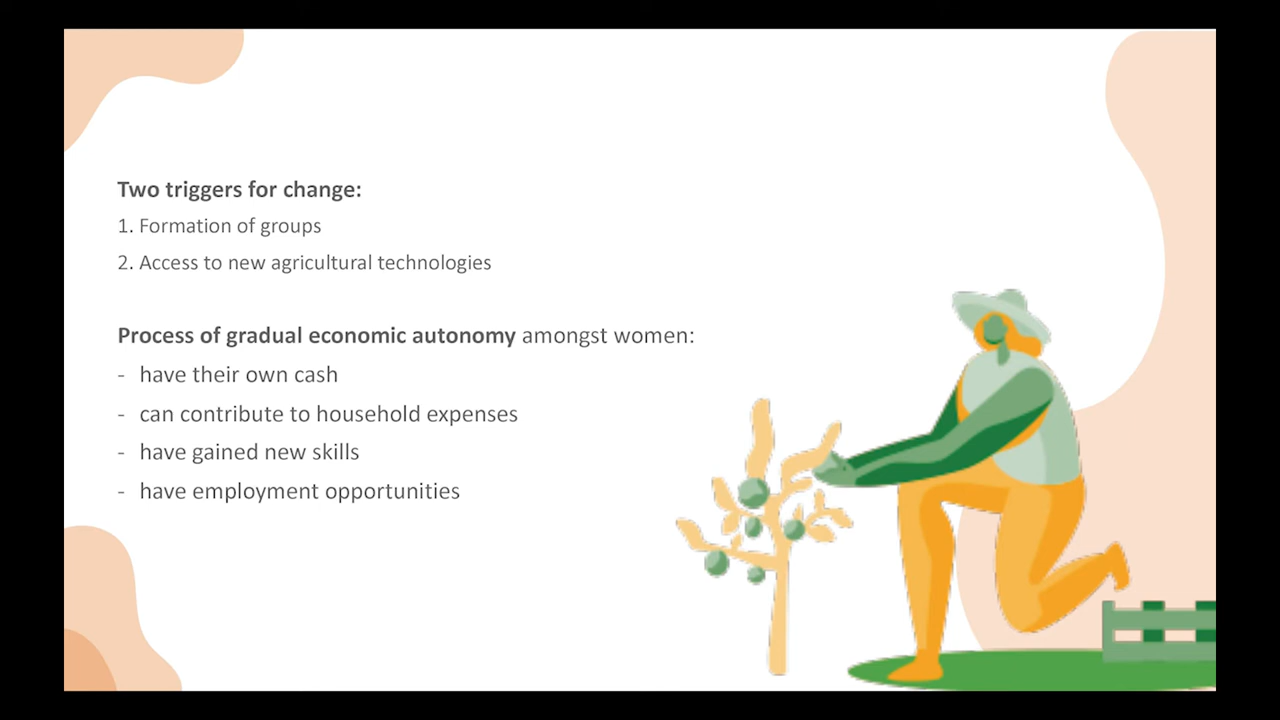 Two triggers for change:
1. Formation of groups
2. Access to new agricultural technologies
Process of gradual economic autonomy amongst women:
- have their own cash
- can contribute to household expenses
- have gained new skills
- have employment opportunities